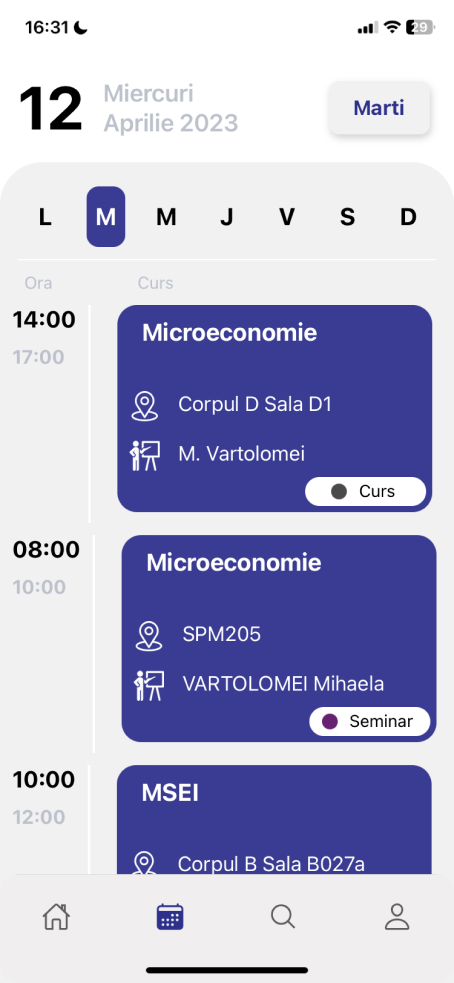 16:31
29
12
Miercuri
Aprilie 2023
Marti
L M M J V S D
Ora Curs
14:00
17:00
Microeconomie
Corpul D Sala D1
M. Vartolomei
Curs
08:00
10:00
Microeconomie
SPM205
VARTOLOMEI Mihaela
Seminar
10:00
12:00
MSEI
Corpul B Sala B027a